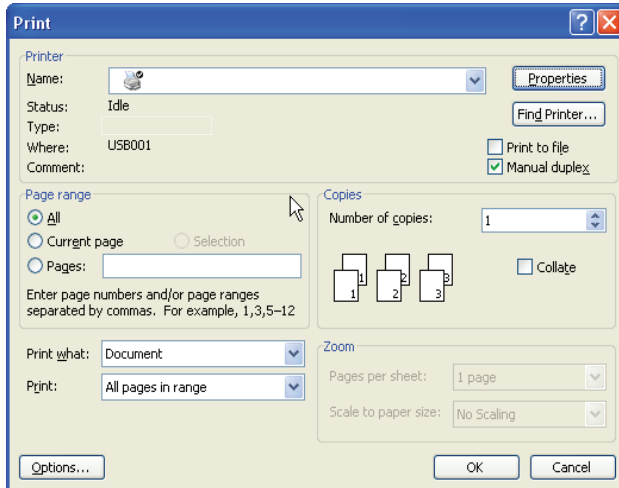 Print
Printer
Name:
Properties
Status: Idle
Find Printer...
Type:
Where: USB001
Print to file
Comment:
Manual duplex
Page range
All
Current page
Selection
Pages:
Enter page numbers and/or page ranges
separated by commas. For example, 1,3,5–12
Copies
Number of copies: 1
1 1 2 2 3 3
Collate
Print what: Document
Print: All pages in range
Zoom
Pages per sheet: 1 page
Scale to paper size: No Scaling
Options...
OK
Cancel